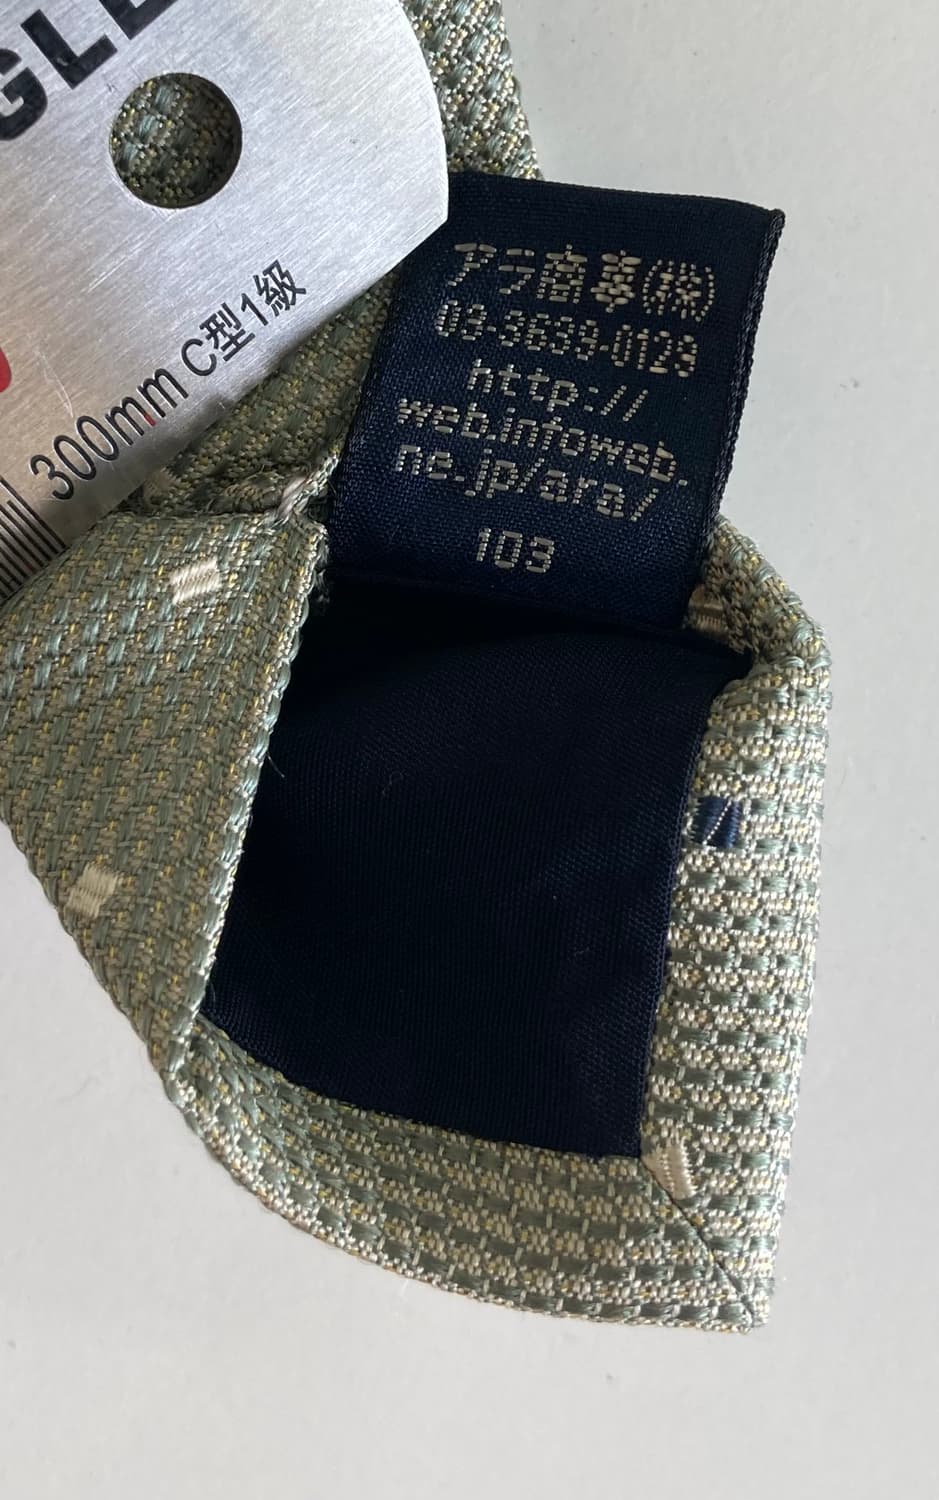 GLE
300mm C型1級
アラ商事(株)
03-3639-0129
http://
web.infoweb.
ne.jp/ara/
103